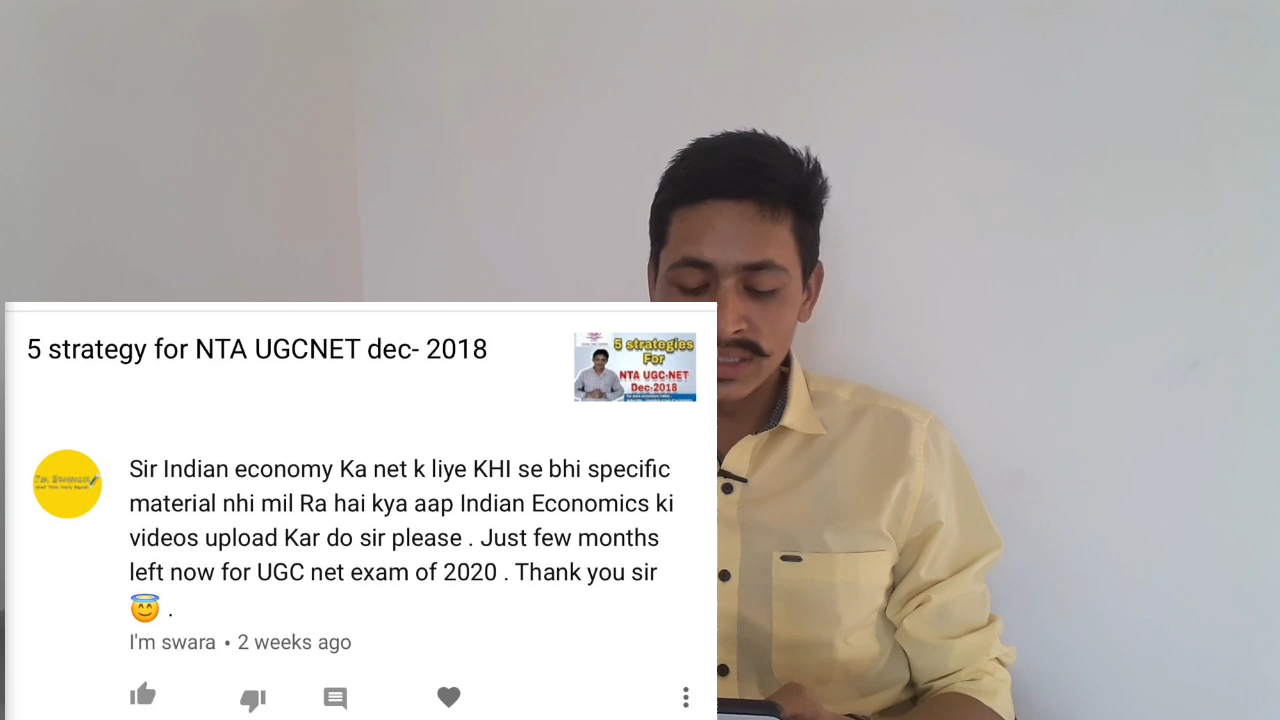 5 strategy for NTA UGCNET dec- 2018
5 strategies
For
NTA UGC-NET
Dec-2018
Sir Indian economy Ka net k liye KHI se bhi specific
material nhi mil Ra hai kya aap Indian Economics ki
videos upload Kar do sir please . Just few months
left now for UGC net exam of 2020 . Thank you sir
😇 .
I'm swara • 2 weeks ago